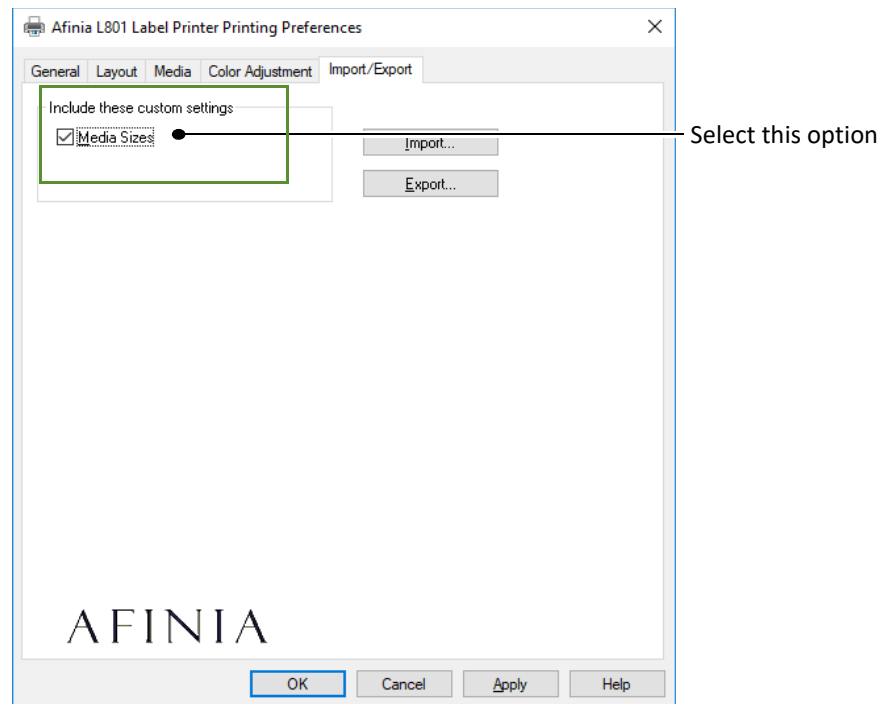 Afinia L801 Label Printer Printing Preferences
General Layout Media Color Adjustment Import/Export
Include these custom settings
Media Sizes
Import...
Select this option
Export...
AFINIA
OK Cancel Apply Help